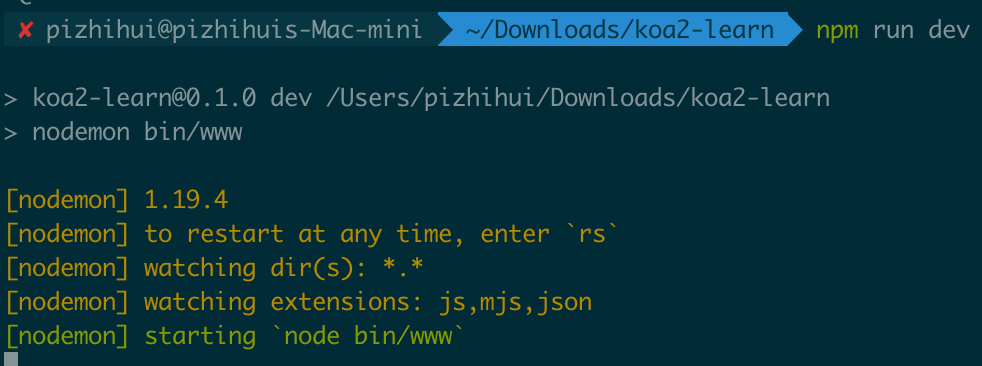 ✘ pizhihui@pizhihuis-Mac-mini ~/Downloads/koa2-learn npm run dev
> koa2-learn@0.1.0 dev /Users/pizhihui/Downloads/koa2-learn
> nodemon bin/www
[nodemon] 1.19.4
[nodemon] to restart at any time, enter `rs`
[nodemon] watching dir(s): *.*
[nodemon] watching extensions: js,mjs,json
[nodemon] starting `node bin/www`